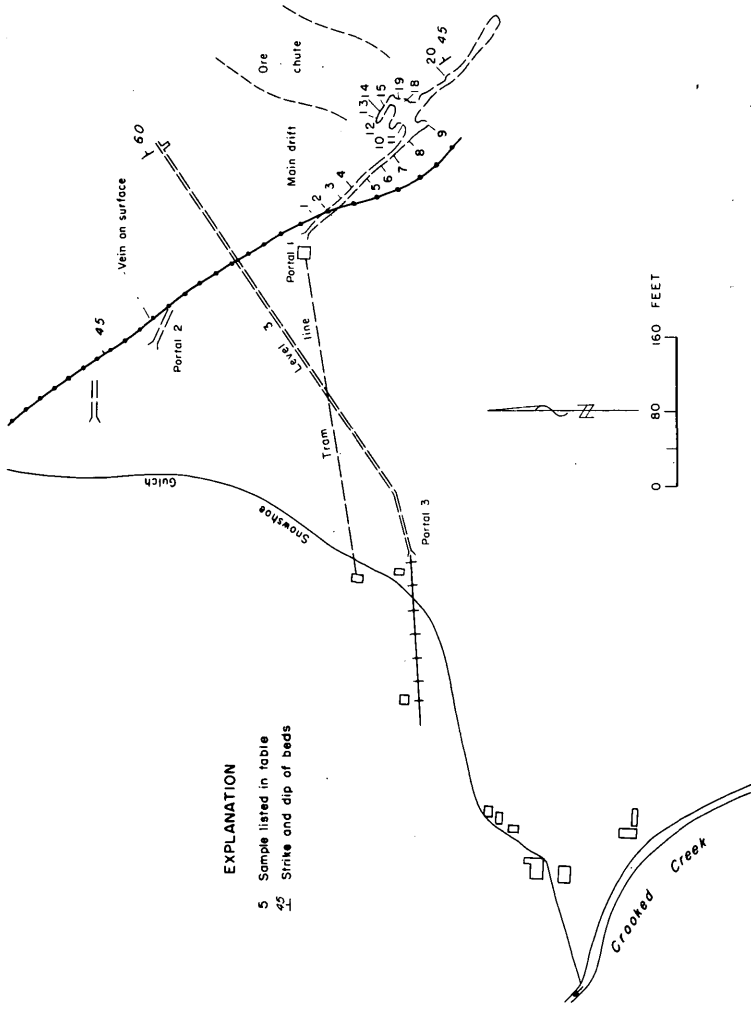 EXPLANATION
5 Sample listed in table
45 Strike and dip of beds
Ore
chute
60
Vein on surface
Main drift
45
Portal 2
Portal 1
1
2
3
4
5
6
7
8
9
10
11
12
13
14
15
19
18
20
45
Level 3
Tram line
Gulch
Snowshoe
Portal 3
N
0 80 160 FEET
Crooked Creek